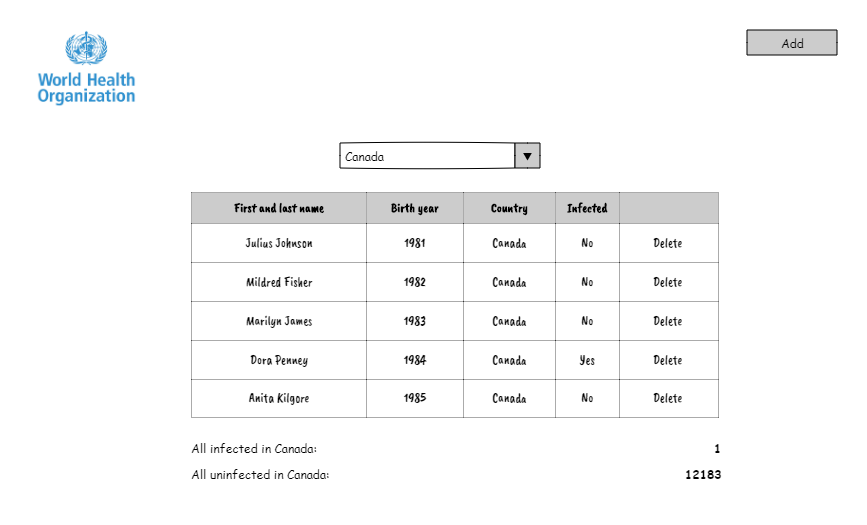 World Health
Organization
Add
Canada
First and last name Birth year Country Infected
Julius Johnson 1981 Canada No Delete
Mildred Fisher 1982 Canada No Delete
Marilyn James 1983 Canada No Delete
Dora Penney 1984 Canada Yes Delete
Anita Kilgore 1985 Canada No Delete
All infected in Canada: 1
All uninfected in Canada: 12183